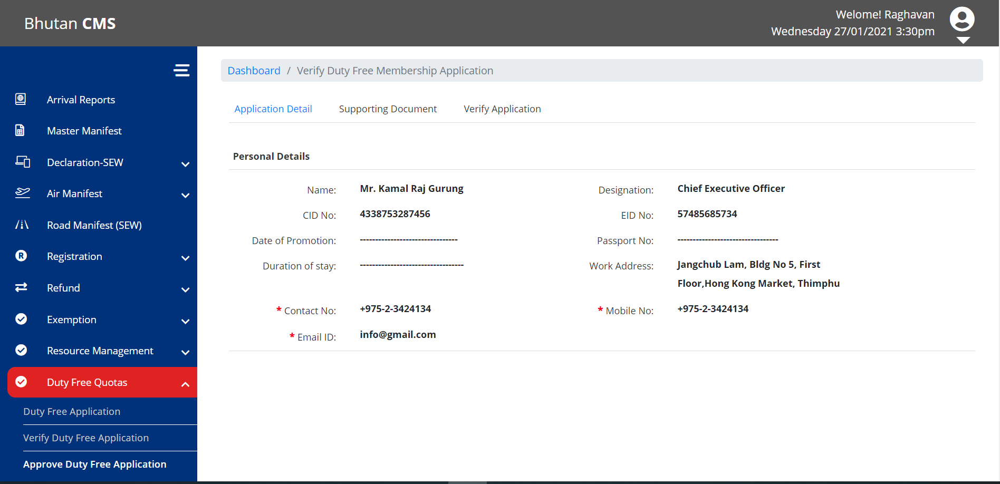 Bhutan CMS
Welome! Raghavan
Wednesday 27/01/2021 3:30pm
Arrival Reports
Master Manifest
Declaration-SEW
Air Manifest
Road Manifest (SEW)
Registration
Refund
Exemption
Resource Management
Duty Free Quotas
Duty Free Application
Verify Duty Free Application
Approve Duty Free Application
Dashboard / Verify Duty Free Membership Application
Application Detail Supporting Document Verify Application
Personal Details
Name: Mr. Kamal Raj Gurung Designation: Chief Executive Officer
CID No: 4338753287456 EID No: 57485685734
Date of Promotion: -------------------------------- Passport No: ---------------------------------
Duration of stay: ---------------------------------- Work Address: Jangchub Lam, Bldg No 5, First
Floor,Hong Kong Market, Thimphu
* Contact No: +975-2-3424134 * Mobile No: +975-2-3424134
* Email ID: info@gmail.com